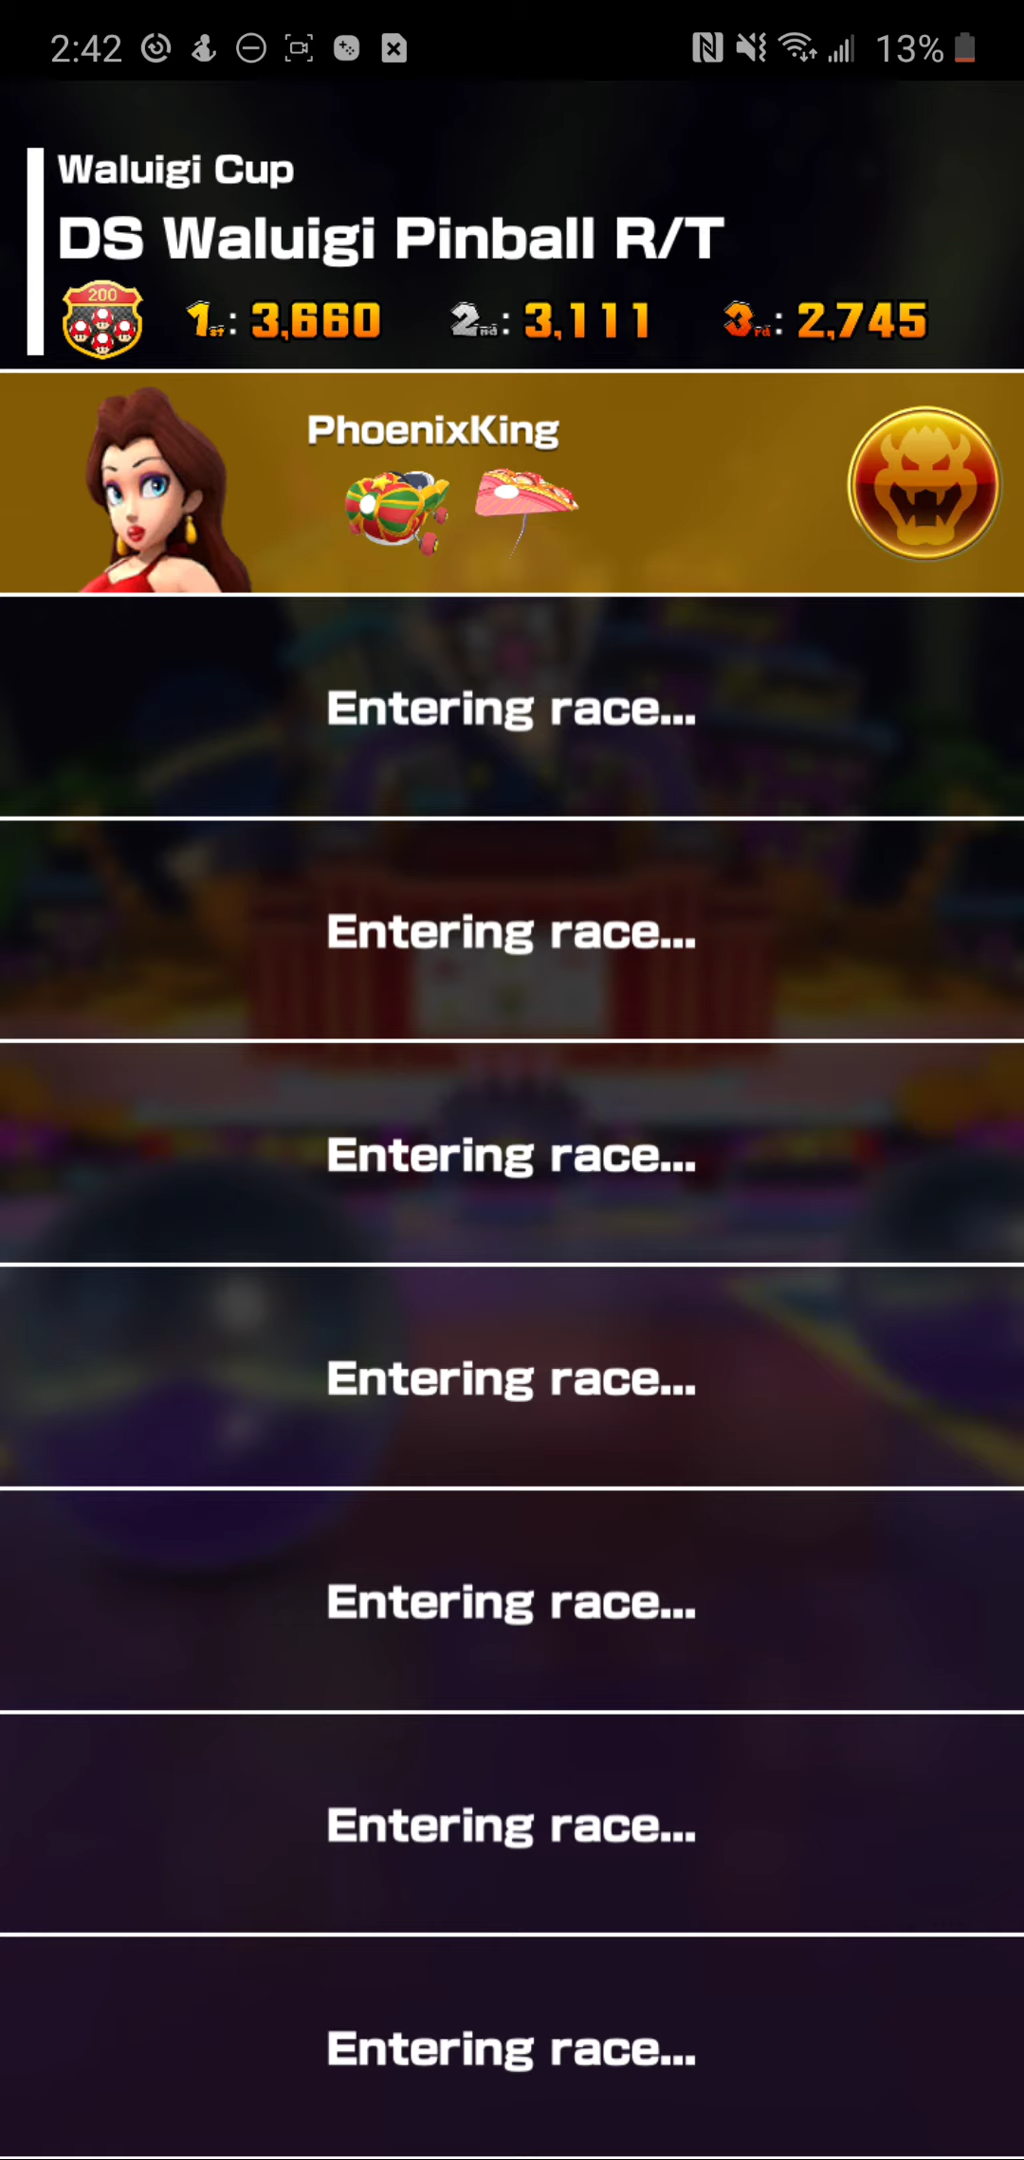 2:42 13%
Waluigi Cup
DS Waluigi Pinball R/T
200 1st: 3,660 2nd: 3,111 3rd: 2,745
PhoenixKing
Entering race...
Entering race...
Entering race...
Entering race...
Entering race...
Entering race...
Entering race...